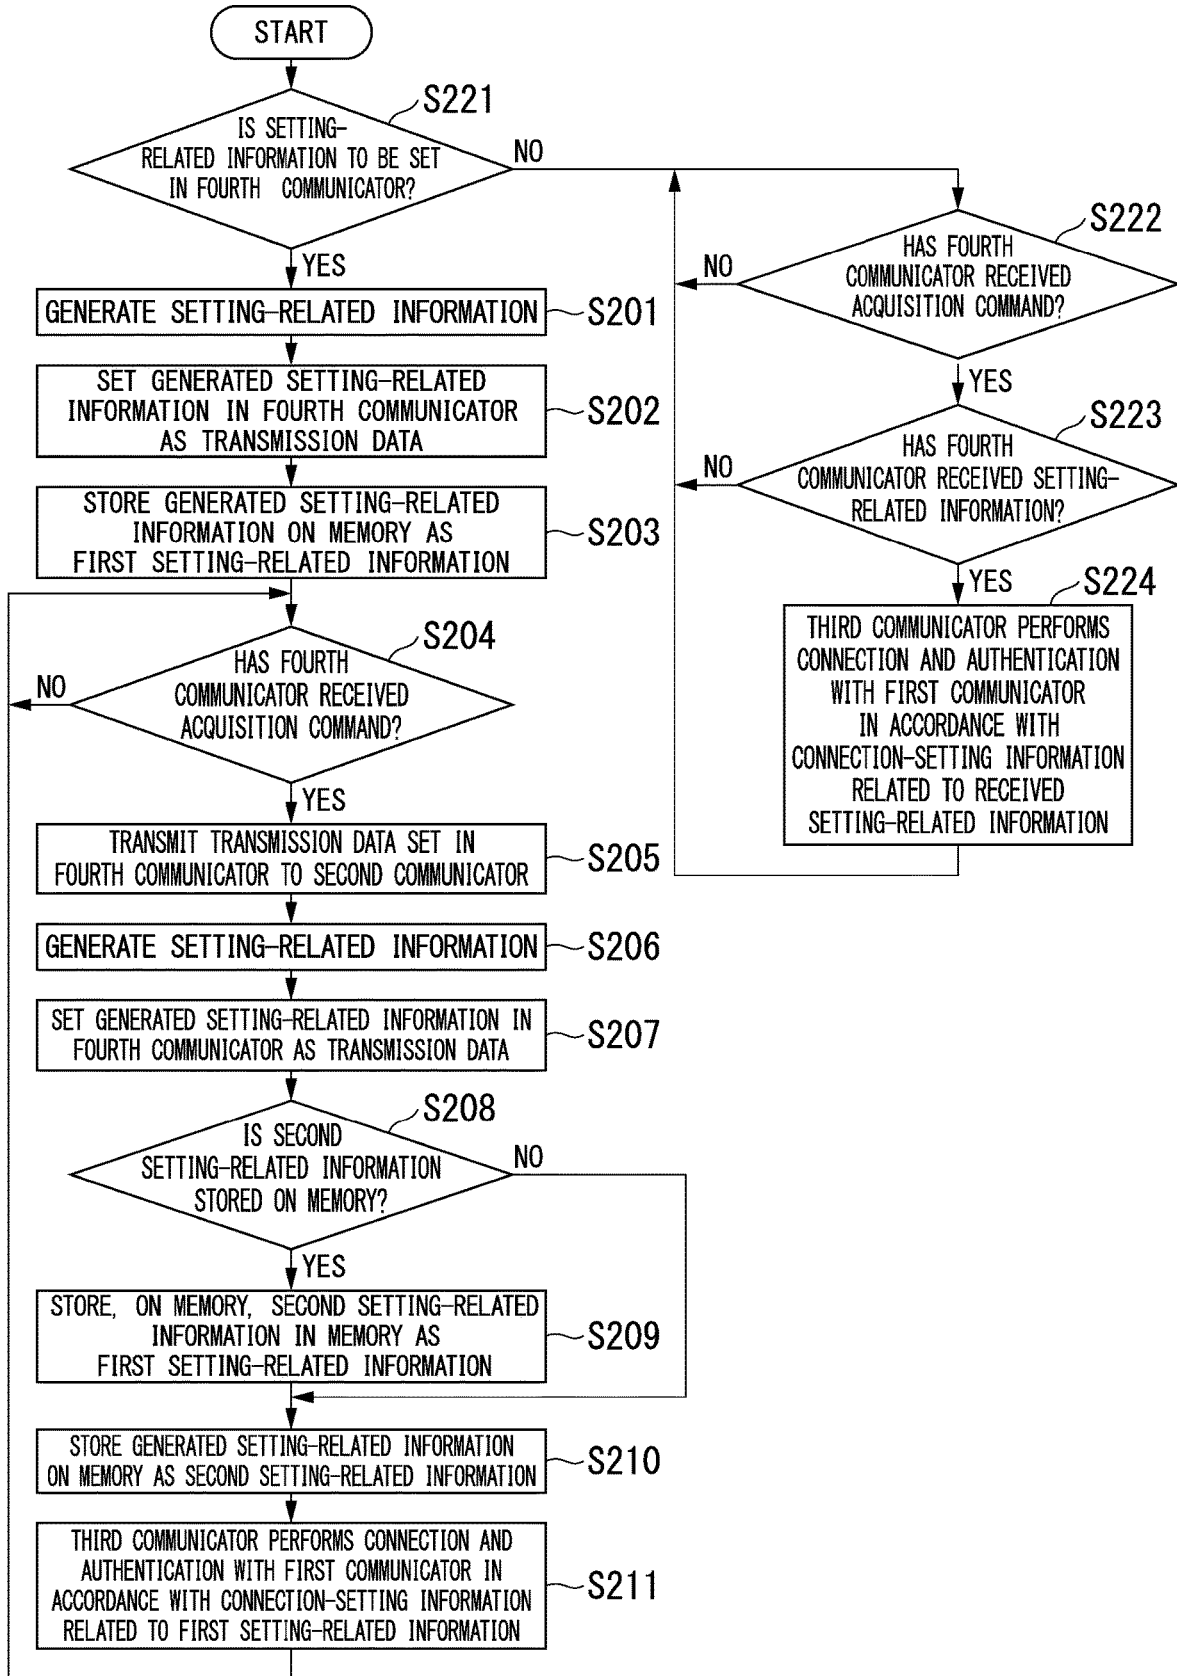 START
S221
IS SETTING-
RELATED INFORMATION TO BE SET
IN FOURTH COMMUNICATOR?
NO
YES
GENERATE SETTING-RELATED INFORMATION
S201
SET GENERATED SETTING-RELATED
INFORMATION IN FOURTH COMMUNICATOR
AS TRANSMISSION DATA
S202
STORE GENERATED SETTING-RELATED
INFORMATION ON MEMORY AS
FIRST SETTING-RELATED INFORMATION
S203
S204
HAS FOURTH
COMMUNICATOR RECEIVED
ACQUISITION COMMAND?
NO
YES
TRANSMIT TRANSMISSION DATA SET IN
FOURTH COMMUNICATOR TO SECOND COMMUNICATOR
S205
GENERATE SETTING-RELATED INFORMATION
S206
SET GENERATED SETTING-RELATED INFORMATION IN
FOURTH COMMUNICATOR AS TRANSMISSION DATA
S207
S208
IS SECOND
SETTING-RELATED INFORMATION
STORED ON MEMORY?
NO
YES
STORE, ON MEMORY, SECOND SETTING-RELATED
INFORMATION IN MEMORY AS
FIRST SETTING-RELATED INFORMATION
S209
STORE GENERATED SETTING-RELATED INFORMATION
ON MEMORY AS SECOND SETTING-RELATED INFORMATION
S210
THIRD COMMUNICATOR PERFORMS CONNECTION AND
AUTHENTICATION WITH FIRST COMMUNICATOR IN
ACCORDANCE WITH CONNECTION-SETTING INFORMATION
RELATED TO FIRST SETTING-RELATED INFORMATION
S211
S222
HAS FOURTH
COMMUNICATOR RECEIVED
ACQUISITION COMMAND?
NO
YES
S223
HAS FOURTH
COMMUNICATOR RECEIVED SETTING-
RELATED INFORMATION?
NO
YES
S224
THIRD COMMUNICATOR PERFORMS
CONNECTION AND AUTHENTICATION
WITH FIRST COMMUNICATOR
IN ACCORDANCE WITH
CONNECTION-SETTING INFORMATION
RELATED TO RECEIVED
SETTING-RELATED INFORMATION